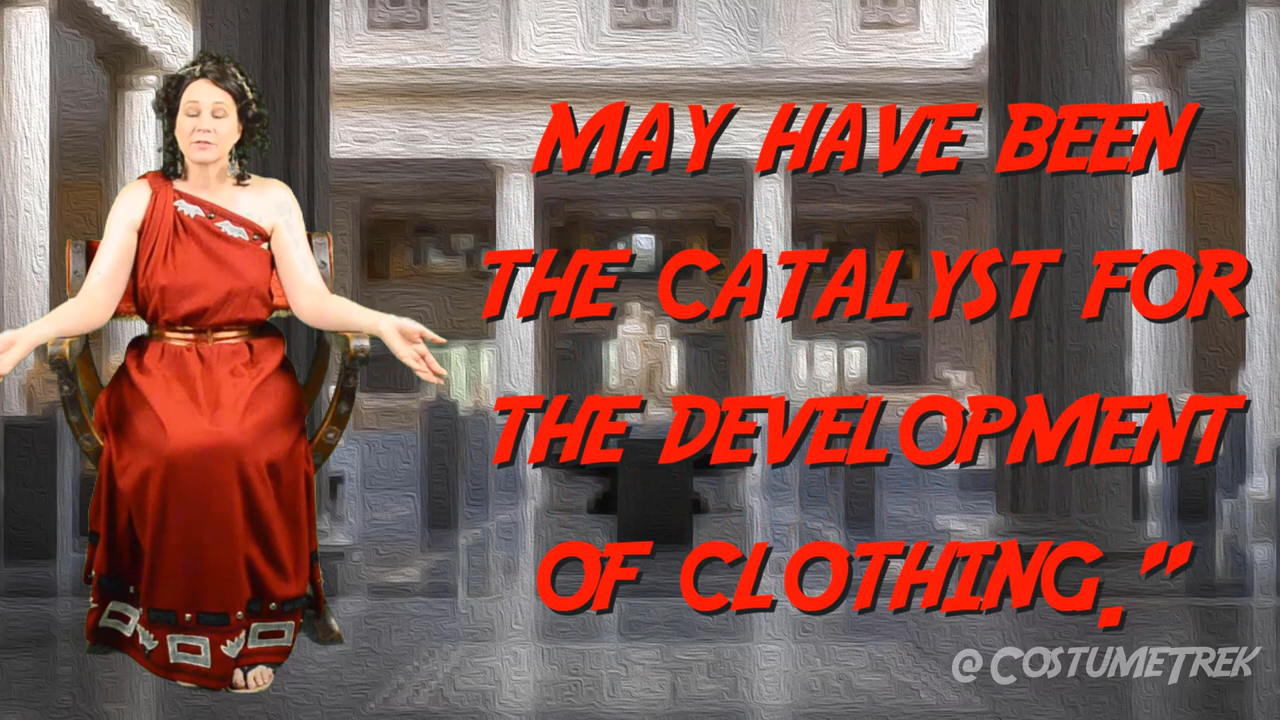 MAY HAVE BEEN
THE CATALYST FOR
THE DEVELOPMENT
OF CLOTHING."
@COSTUMETREK